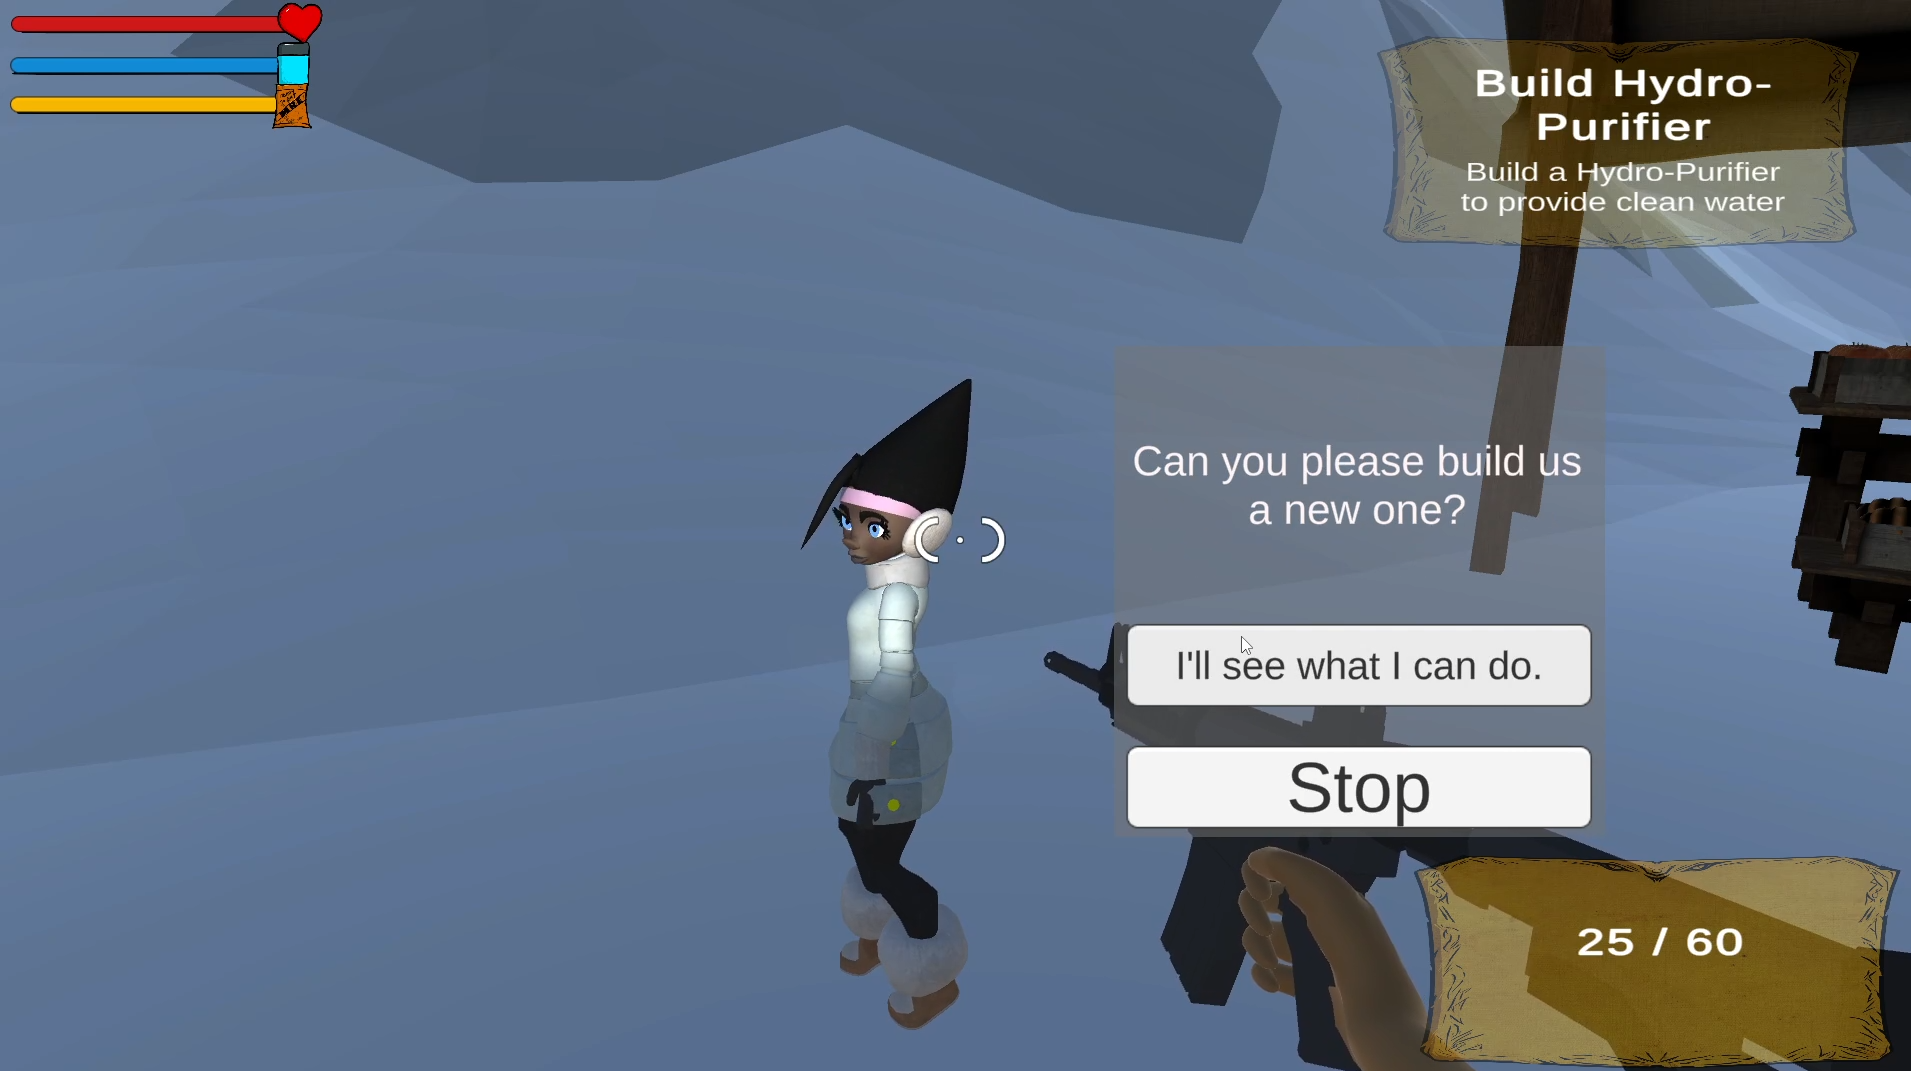 Build Hydro-
Purifier
Build a Hydro-Purifier
to provide clean water
Can you please build us
a new one?
I'll see what I can do.
Stop
25 / 60